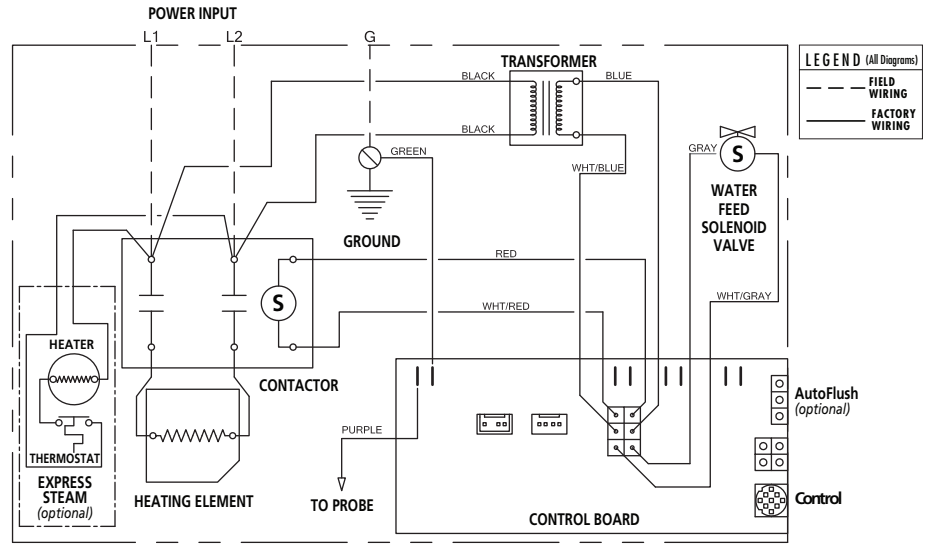 POWER INPUT
L1
L2
G
LEGEND (All Diagrams)
FIELD
WIRING
FACTORY
WIRING
TRANSFORMER
BLACK
BLUE
BLACK
GREEN
WHT/BLUE
GRAY
S
WATER
FEED
SOLENOID
VALVE
GROUND
RED
WHT/GRAY
S
WHT/RED
HEATER
CONTACTOR
AutoFlush
(optional)
PURPLE
THERMOSTAT
EXPRESS
STEAM
(optional)
HEATING ELEMENT
TO PROBE
CONTROL BOARD
Control